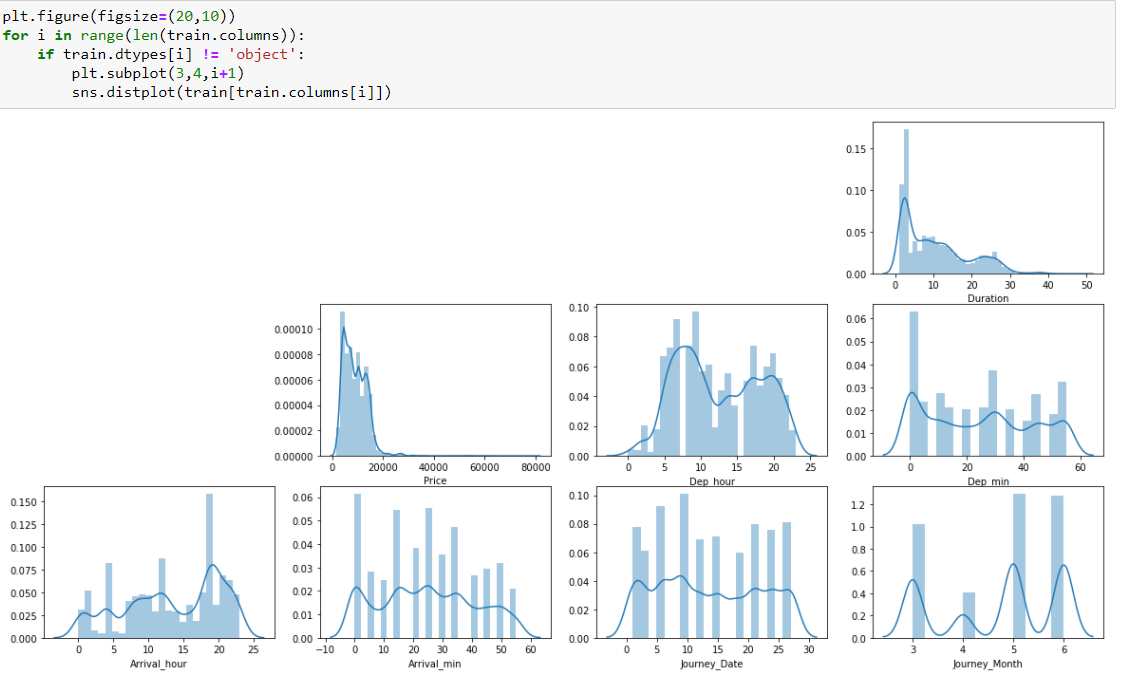 plt.figure(figsize=(20,10))
for i in range(len(train.columns)):
    if train.dtypes[i] != 'object':
        plt.subplot(3,4,i+1)
        sns.distplot(train[train.columns[i]])
0.15
0.10
0.05
0.00
0 10 20 30 40 50
Duration
0.00010
0.00008
0.00006
0.00004
0.00002
0.00000
0 20000 40000 60000 80000
Price
0.10
0.08
0.06
0.04
0.02
0.00
0 5 10 15 20 25
Dep_hour
0.06
0.05
0.04
0.03
0.02
0.01
0.00
0 20 40 60
Dep_min
0.150
0.125
0.100
0.075
0.050
0.025
0.000
0 5 10 15 20 25
Arrival_hour
0.06
0.05
0.04
0.03
0.02
0.01
0.00
−10 0 10 20 30 40 50 60
Arrival_min
0.10
0.08
0.06
0.04
0.02
0.00
0 5 10 15 20 25 30
Journey_Date
1.2
1.0
0.8
0.6
0.4
0.2
0.0
3 4 5 6
Journey_Month